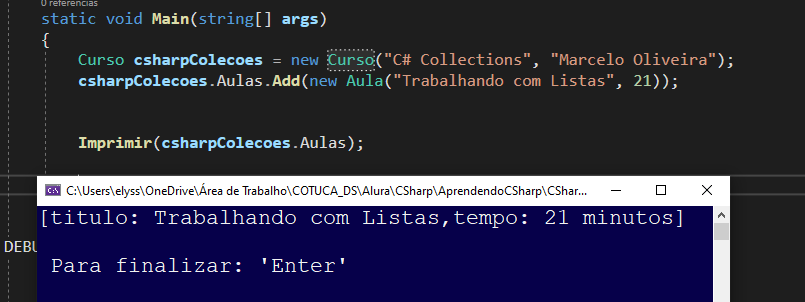 0 referências
static void Main(string[] args)
{
Curso csharpColecoes = new Curso("C# Collections", "Marcelo Oliveira");
csharpColecoes.Aulas.Add(new Aula("Trabalhando com Listas", 21));
Imprimir(csharpColecoes.Aulas);
C:\Users\elyss\OneDrive\Área de Trabalho\COTUCA_DS\Alura\CSharp\AprendendoCSharp\CShar...
[titulo: Trabalhando com Listas,tempo: 21 minutos]
DEBU
Para finalizar: 'Enter'